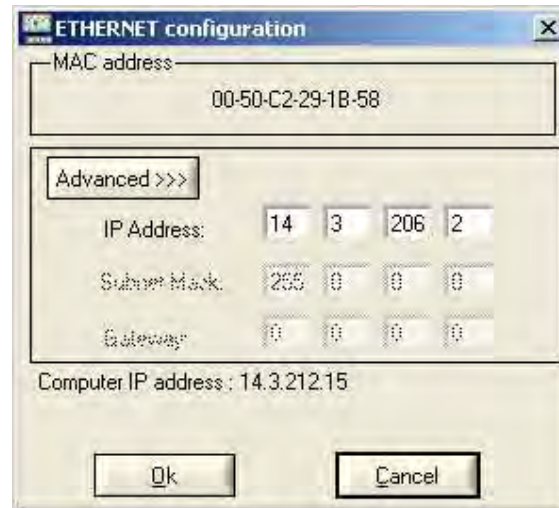 ETHERNET configuration
MAC address
00-50-C2-29-1B-58
Advanced >>>
IP Address: 14 3 206 2
Subnet Mack: 255 0 0 0
Gateway: 0 0 0 0
Computer IP address : 14.3.212.15
Ok Cancel